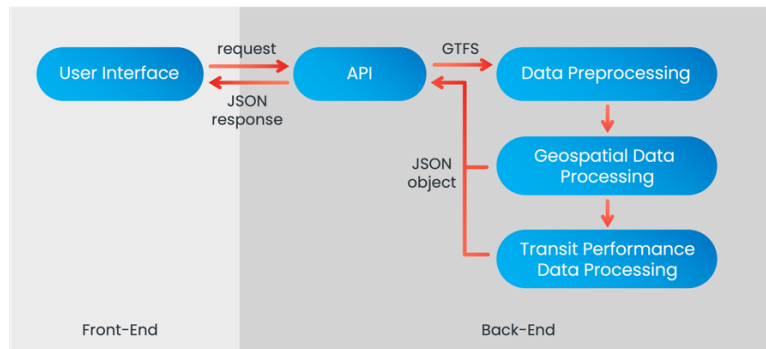 request
GTFS
User Interface
API
Data Preprocessing
JSON
response
Geospatial Data
Processing
JSON
object
Transit Performance
Data Processing
Front-End
Back-End